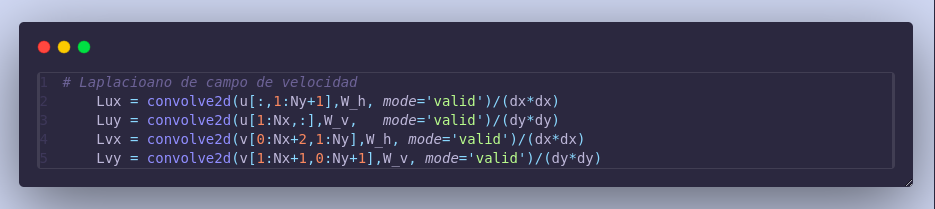 1 # Laplacioano de campo de velocidad
2 Lux = convolve2d(u[:,1:Ny+1],W_h, mode='valid')/(dx*dx)
3 Luy = convolve2d(u[1:Nx,:],W_v, mode='valid')/(dy*dy)
4 Lvx = convolve2d(v[0:Nx+2,1:Ny],W_h, mode='valid')/(dx*dx)
5 Lvy = convolve2d(v[1:Nx+1,0:Ny+1],W_v, mode='valid')/(dy*dy)